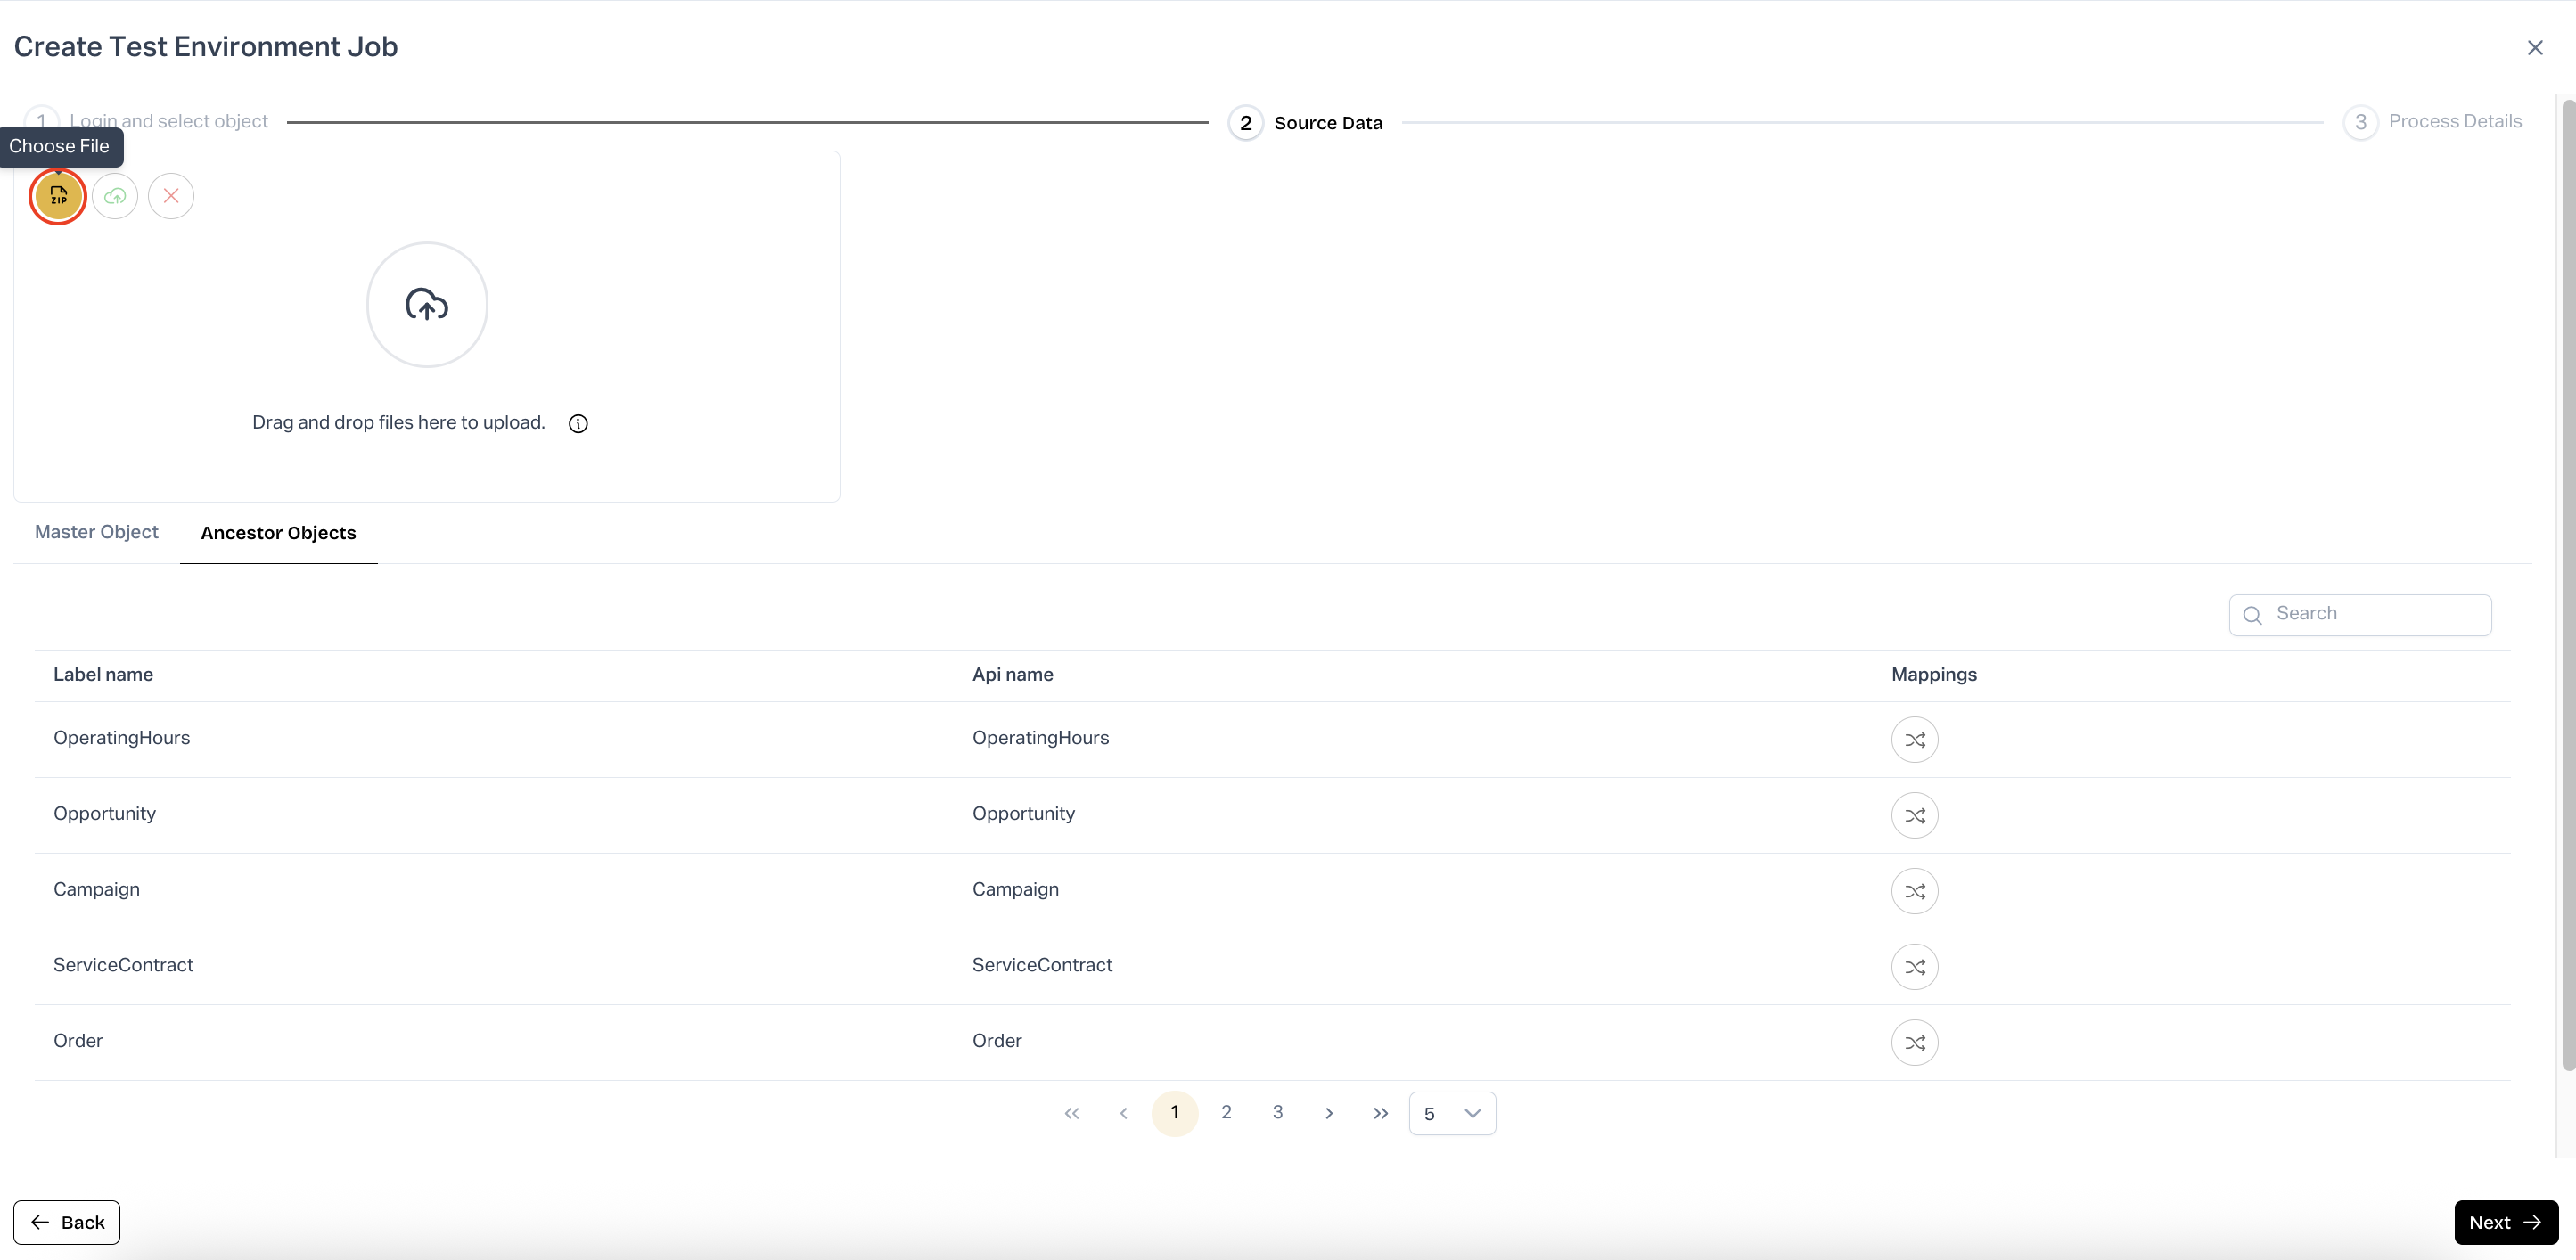 Create Test Environment Job
1 Login and select object
2 Source Data
3 Process Details
Choose File
ZIP
Drag and drop files here to upload.
Master Object Ancestor Objects
Search
Label name Api name Mappings
OperatingHours OperatingHours
Opportunity Opportunity
Campaign Campaign
ServiceContract ServiceContract
Order Order
1 2 3 5
Back Next